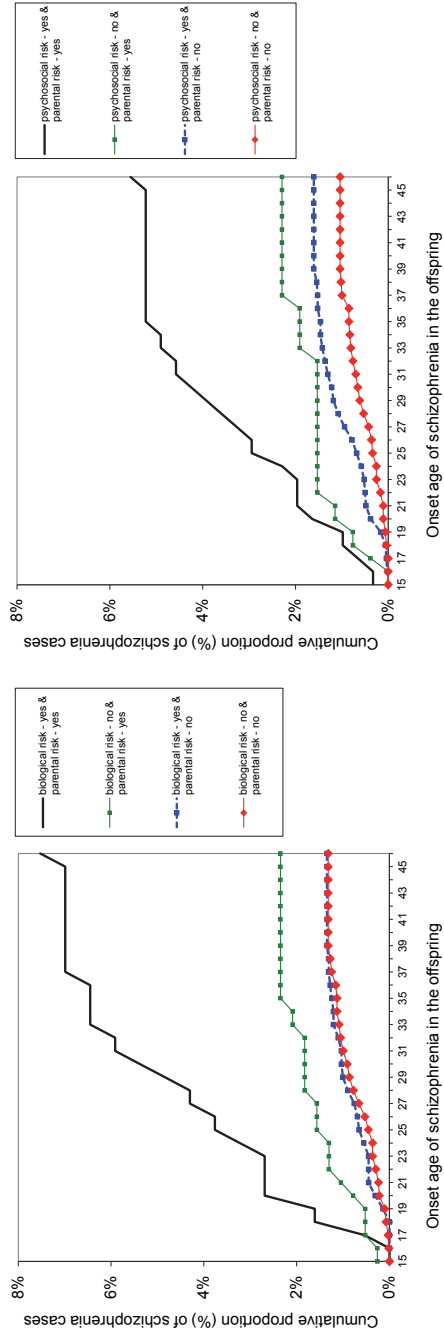 8%
6%
4%
2%
0%
Cumulative proportion (%) of schizophrenia cases
15
17
19
21
23
25
27
29
31
33
35
37
39
41
43
45
Onset age of schizophrenia in the offspring
biological risk - yes &
parental risk - yes
biological risk - no &
parental risk - yes
biological risk - yes &
parental risk - no
biological risk - no &
parental risk - no
8%
6%
4%
2%
0%
Cumulative proportion (%) of schizophrenia cases
15
17
19
21
23
25
27
29
31
33
35
37
39
41
43
45
Onset age of schizophrenia in the offspring
psychosocial risk - yes &
parental risk - yes
psychosocial risk - no &
parental risk - yes
psychosocial risk - yes &
parental risk - no
psychosocial risk - no &
parental risk - no